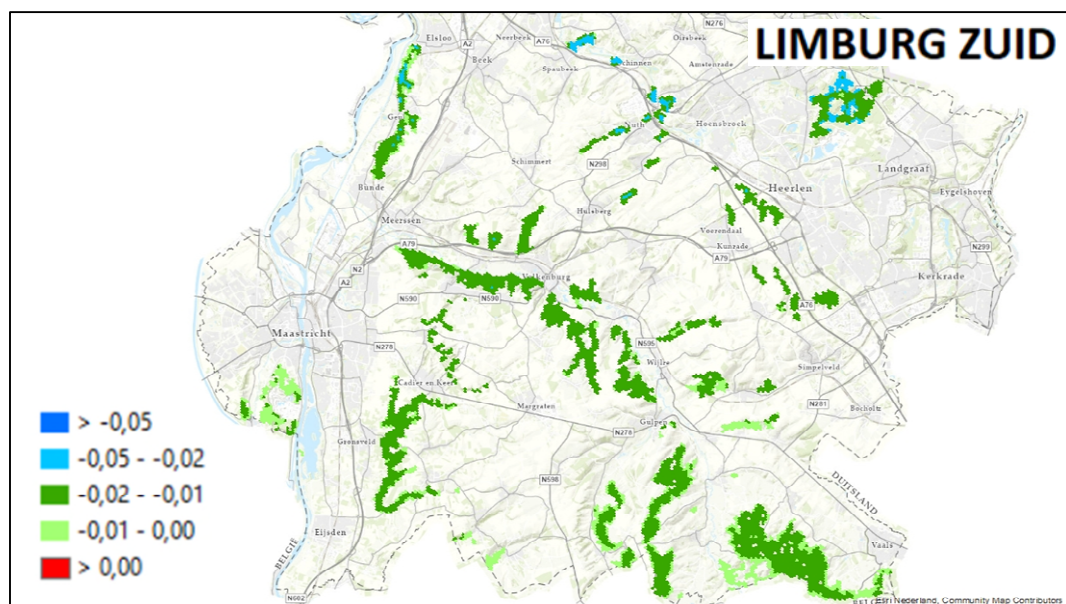 LIMBURG ZUID
N276
Elsloo
Neerbeek
A76
Oirsbeek
A2
Beek
Spaubeek
Schinnen
Amstenrade
Nuth
Hoensbroek
Schimmert
N298
Landgraaf
Bunde
Heerlen
Eygelshoven
Hulsberg
Meerssen
Voerendaal
A79
Kunrade
N299
N2
A79
A2
Valkenburg
Kerkrade
N590
N590
A76
Maastricht
N278
N595
Wijlre
Simpelveld
Cadier en Keer
Margraten
N281
Bocholtz
Gulpen
N278
Gronsveld
N598
DUITSLAND
Eijsden
BELGIË
Vaals
N602
> -0,05
-0,05 - -0,02
-0,02 - -0,01
-0,01 - 0,00
> 0,00
Esri Nederland, Community Map Contributors